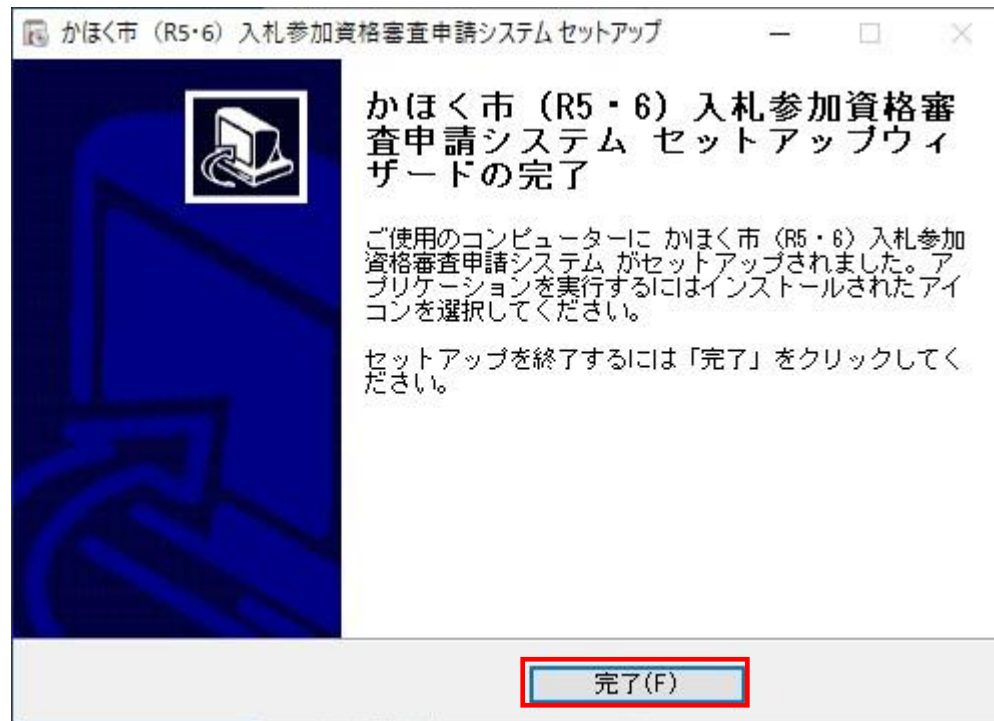 かほく市（R5・6）入札参加資格審査申請システム セットアップ
かほく市（R5・6）入札参加資格審
査申請システム セットアップウィ
ザードの完了
ご使用のコンピューターに かほく市（R5・6）入札参加
資格審査申請システム がセットアップされました。ア
プリケーションを実行するにはインストールされたアイ
コンを選択してください。
セットアップを終了するには「完了」をクリックしてく
ださい。
完了(F)